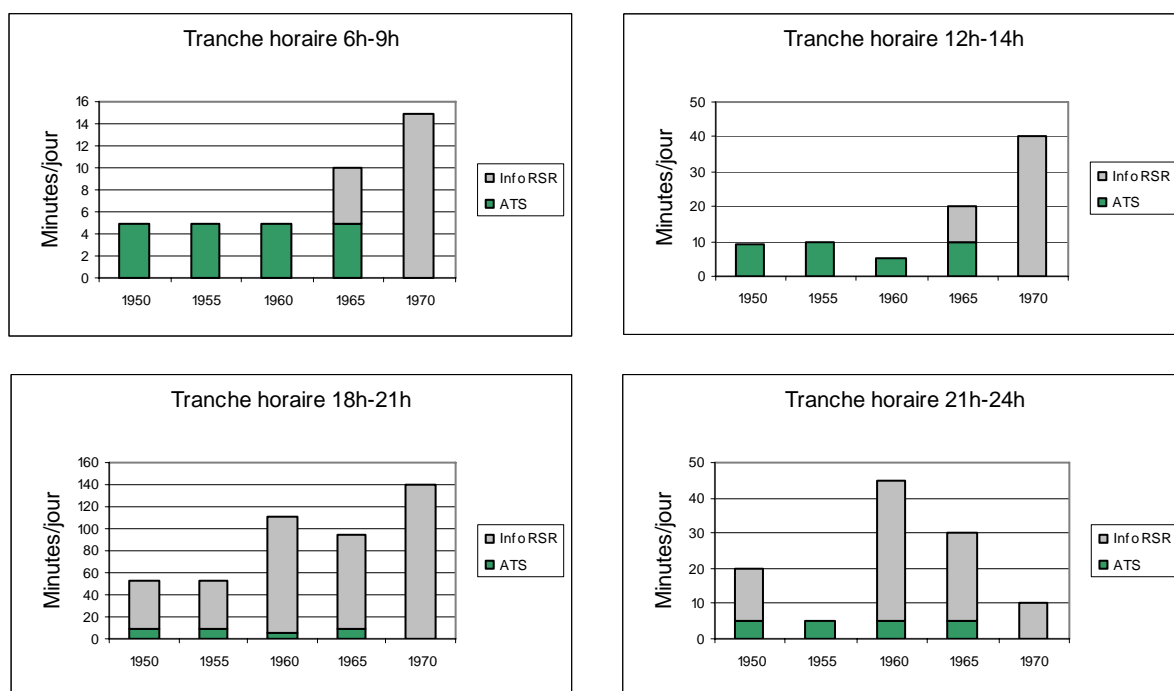 Tranche horaire 6h-9h
Minutes/jour
16
14
12
10
8
6
4
2
0
1950 1955 1960 1965 1970
Info RSR
ATS
Tranche horaire 12h-14h
Minutes/jour
50
40
30
20
10
0
1950 1955 1960 1965 1970
Info RSR
ATS
Tranche horaire 18h-21h
Minutes/jour
160
140
120
100
80
60
40
20
0
1950 1955 1960 1965 1970
Info RSR
ATS
Tranche horaire 21h-24h
Minutes/jour
50
40
30
20
10
0
1950 1955 1960 1965 1970
Info RSR
ATS